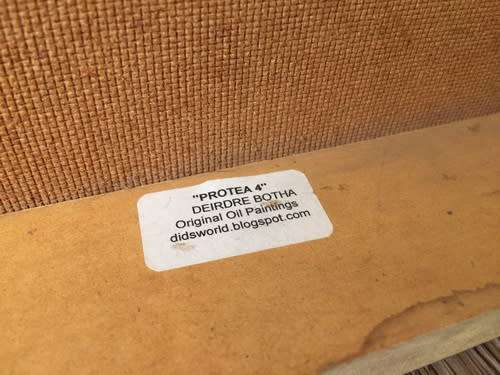 "PROTEA 4"
DEIRDRE BOTHA
Original Oil Paintings
didsworld.blogspot.com